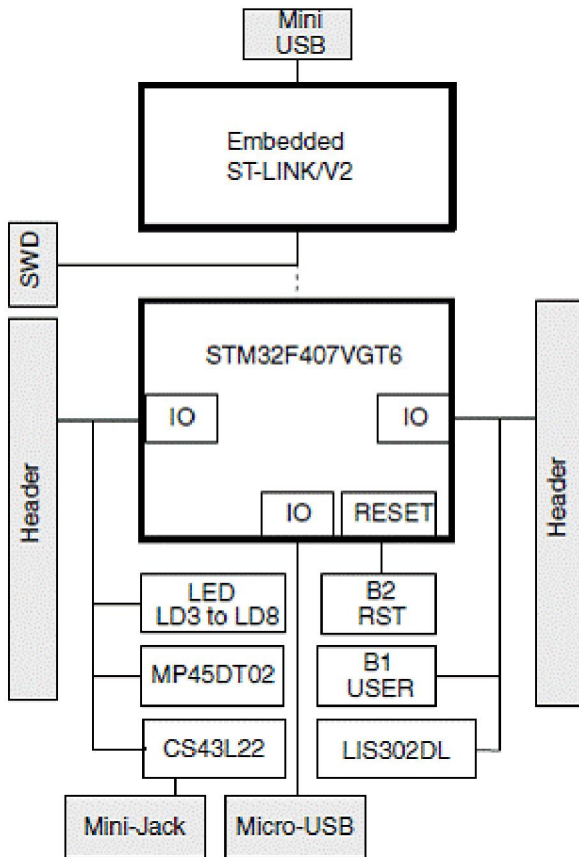 Mini
USB
Embedded
ST-LINK/V2
SWD
STM32F407VGT6
IO
IO
Header
Header
IO
RESET
LED
LD3 to LD8
B2
RST
MP45DT02
B1
USER
CS43L22
LIS302DL
Mini-Jack
Micro-USB